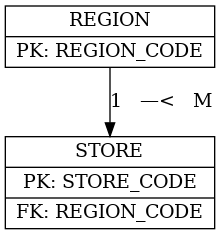 REGION
PK: REGION_CODE
1 —< M
STORE
PK: STORE_CODE
FK: REGION_CODE